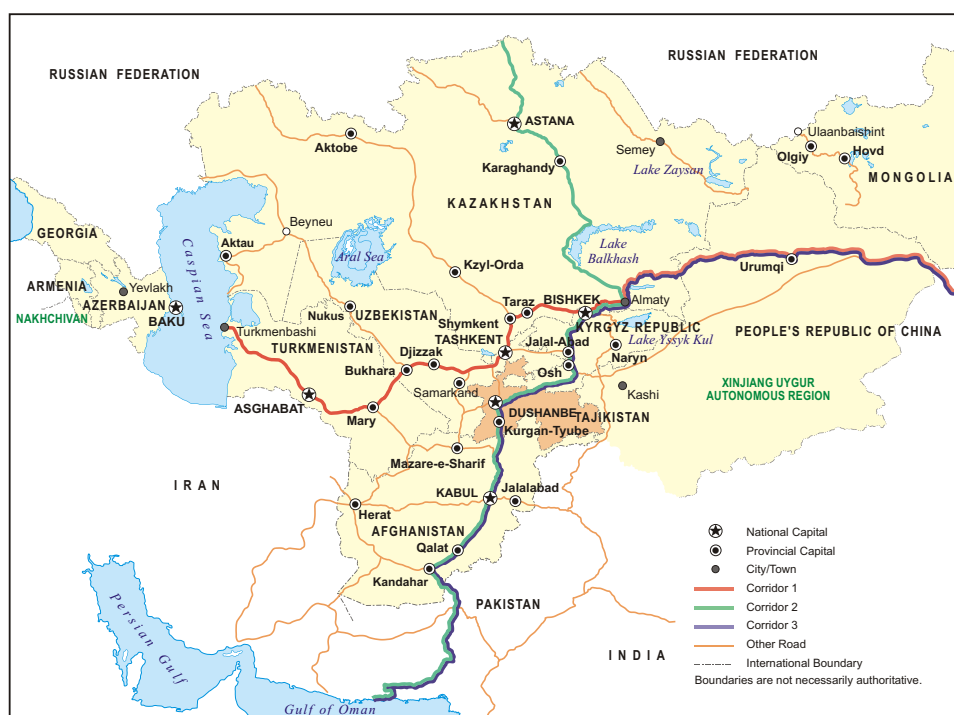 RUSSIAN FEDERATION
RUSSIAN FEDERATION
ASTANA
Aktobe
Ulaanbaishint
Semey
Olgiy
Hovd
Karaghandy
Lake Zaysan
MONGOLIA
KAZAKHSTAN
Beyneu
GEORGIA
Aktau
Aral Sea
Lake
Balkhash
Caspian Sea
Kzyl-Orda
Urumqi
ARMENIA
Yevlakh
AZERBAIJAN
NAKHCHIVAN
BAKU
Taraz
BISHKEK
Almaty
Nukus
UZBEKISTAN
Shymkent
KYRGYZ REPUBLIC
Turkmenbashi
TASHKENT
Lake Yssyk Kul
PEOPLE'S REPUBLIC OF CHINA
TURKMENISTAN
Djizzak
Jalal-Abad
Naryn
Bukhara
Osh
Samarkand
Kashi
XINJIANG UYGUR
AUTONOMOUS REGION
ASGHABAT
Mary
DUSHANBE
TAJIKISTAN
Kurgan-Tyube
Mazare-e-Sharif
IRAN
KABUL
Jalalabad
Herat
AFGHANISTAN
Qalat
Kandahar
PAKISTAN
Persian Gulf
INDIA
Gulf of Oman
National Capital
Provincial Capital
City/Town
Corridor 1
Corridor 2
Corridor 3
Other Road
International Boundary
Boundaries are not necessarily authoritative.